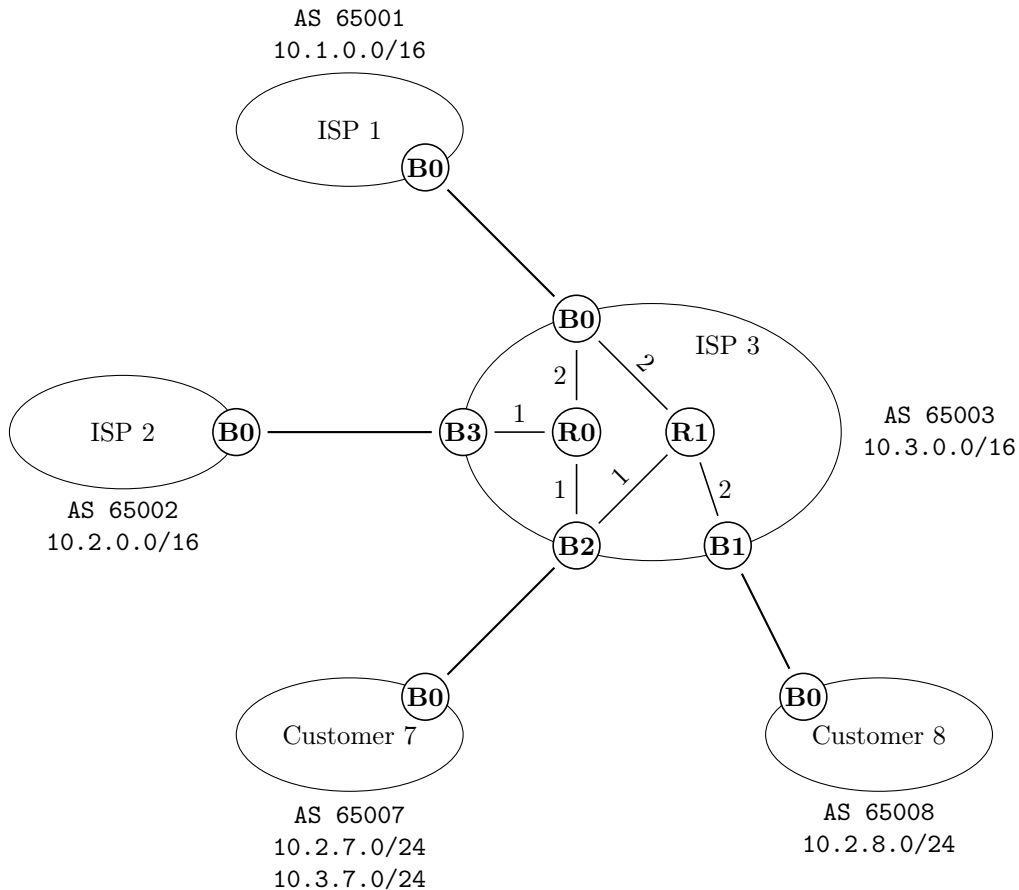 AS 65001
10.1.0.0/16
ISP 1
B0
B0
ISP 3
2
2
ISP 2
B0
B3
1
R0
R1
AS 65003
10.3.0.0/16
1
1
2
AS 65002
10.2.0.0/16
B2
B1
B0
B0
Customer 7
Customer 8
AS 65007
10.2.7.0/24
10.3.7.0/24
AS 65008
10.2.8.0/24